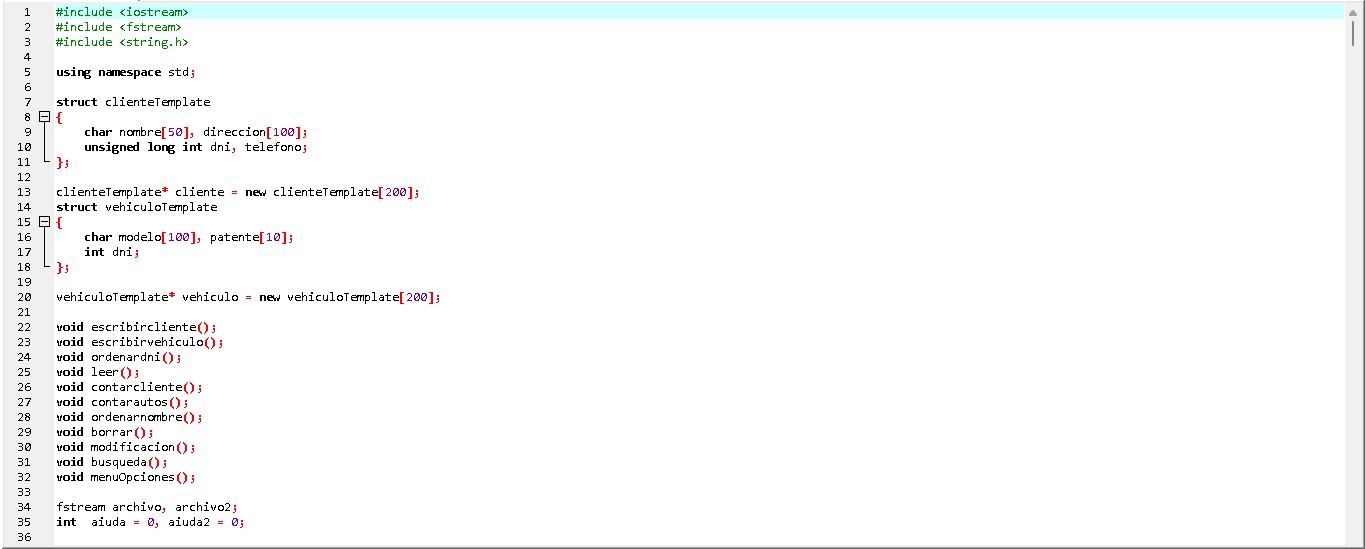 1 #include <iostream>
2 #include <fstream>
3 #include <string.h>
4
5 using namespace std;
6
7 struct clienteTemplate
8 {
9 char nombre[50], direccion[100];
10 unsigned long int dni, telefono;
11 };
12
13 clienteTemplate* cliente = new clienteTemplate[200];
14 struct vehiculoTemplate
15 {
16 char modelo[100], patente[10];
17 int dni;
18 };
19
20 vehiculoTemplate* vehiculo = new vehiculoTemplate[200];
21
22 void escribircliente();
23 void escribirvehiculo();
24 void ordenardni();
25 void leer();
26 void contarcliente();
27 void contarautos();
28 void ordenarnombre();
29 void borrar();
30 void modificacion();
31 void busqueda();
32 void menuOpciones();
33
34 fstream archivo, archivo2;
35 int  aiuda = 0, aiuda2 = 0;
36